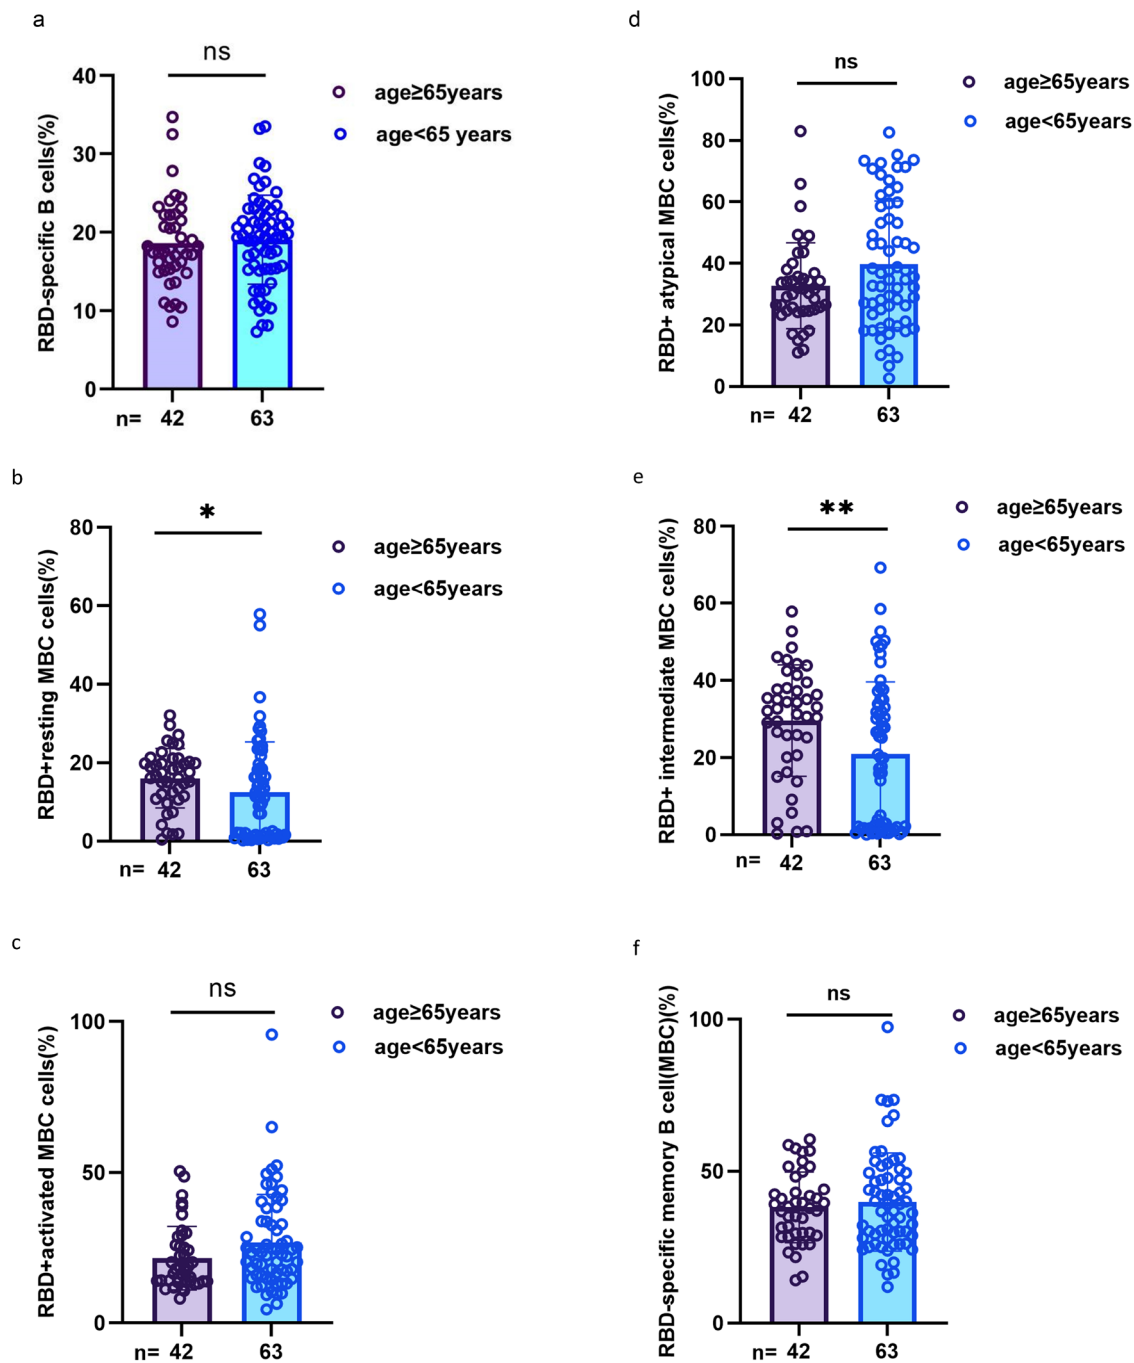 a
ns
RBD-specific B cells(%)
40
30
20
10
0
age≥65years
age<65 years
n= 42 63
d
ns
RBD+ atypical MBC cells(%)
100
80
60
40
20
0
age≥65years
age<65years
n= 42 63
b
*
RBD+resting MBC cells(%)
80
60
40
20
0
age≥65years
age<65years
n= 42 63
e
**
RBD+ intermediate MBC cells(%)
80
60
40
20
0
age≥65years
age<65years
n= 42 63
c
ns
RBD+activated MBC cells(%)
100
50
0
age≥65years
age<65years
n= 42 63
f
ns
RBD-specific memory B cell(MBC)(%)
100
50
0
age≥65years
age<65years
n= 42 63